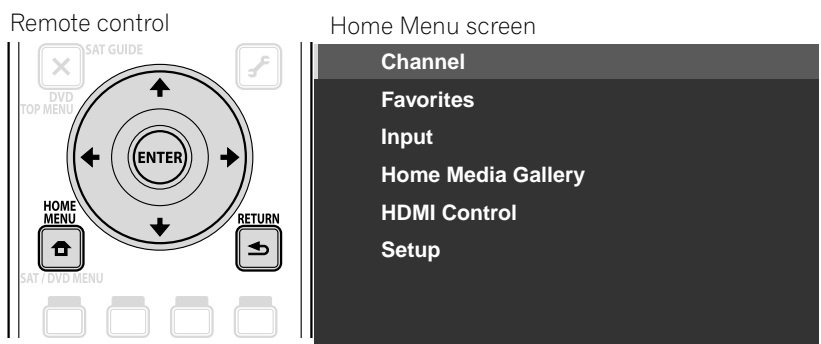 Remote control
SAT GUIDE
DVD
TOP MENU
ENTER
HOME
MENU
RETURN
SAT / DVD MENU
Home Menu screen
Channel
Favorites
Input
Home Media Gallery
HDMI Control
Setup